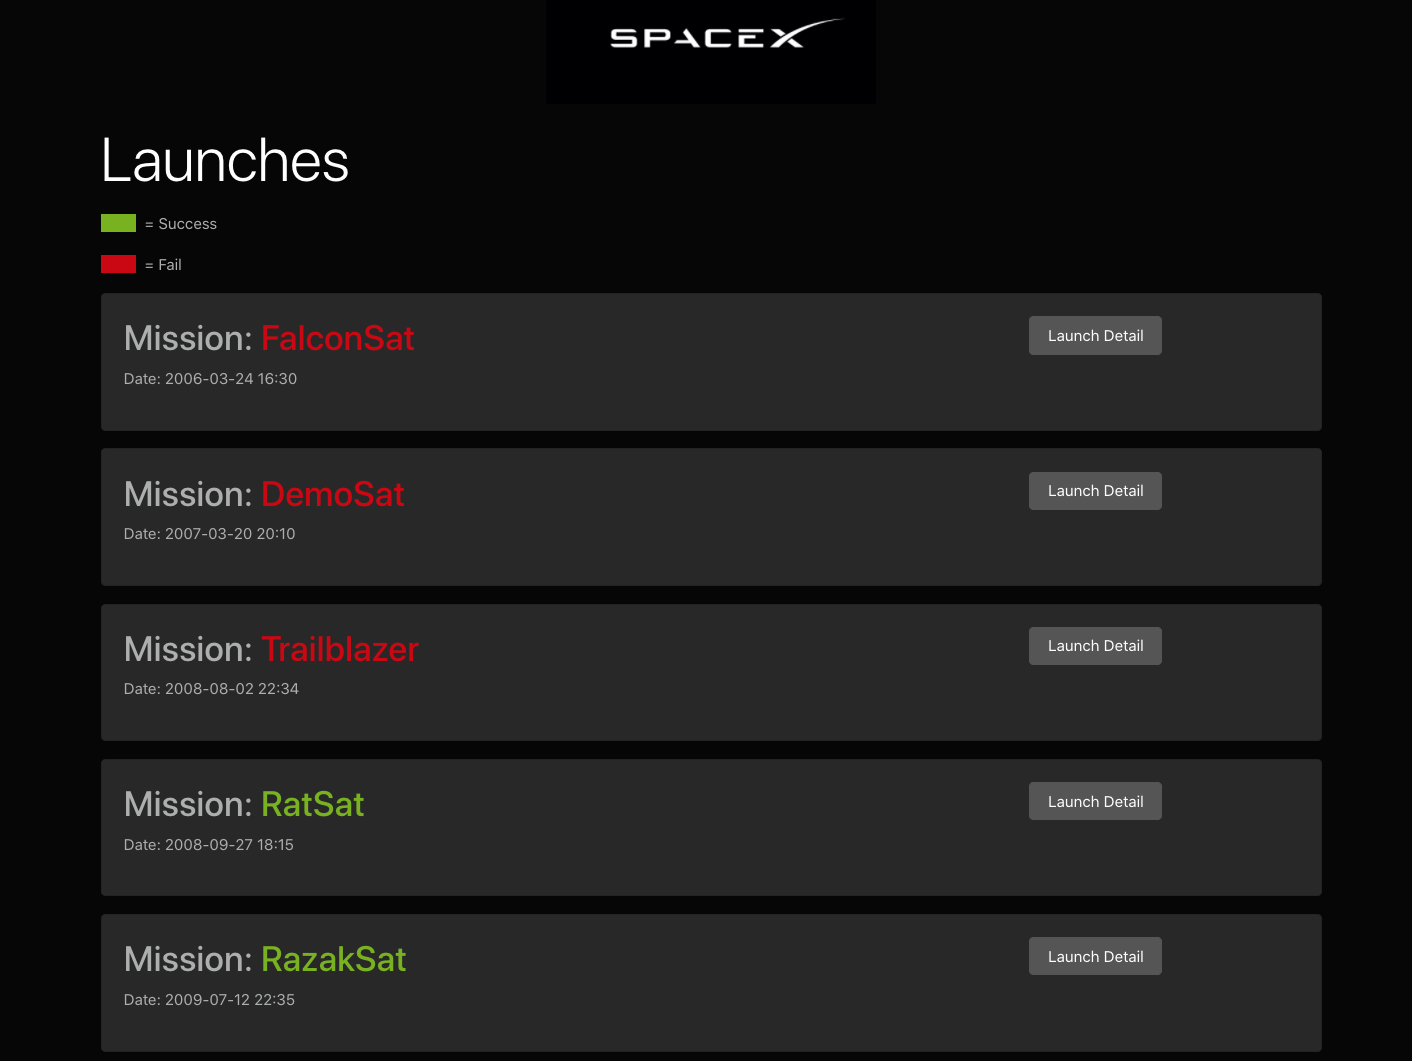 SPACEX
Launches
= Success
= Fail
Mission: FalconSat
Launch Detail
Date: 2006-03-24 16:30
Mission: DemoSat
Launch Detail
Date: 2007-03-20 20:10
Mission: Trailblazer
Launch Detail
Date: 2008-08-02 22:34
Mission: RatSat
Launch Detail
Date: 2008-09-27 18:15
Mission: RazakSat
Launch Detail
Date: 2009-07-12 22:35